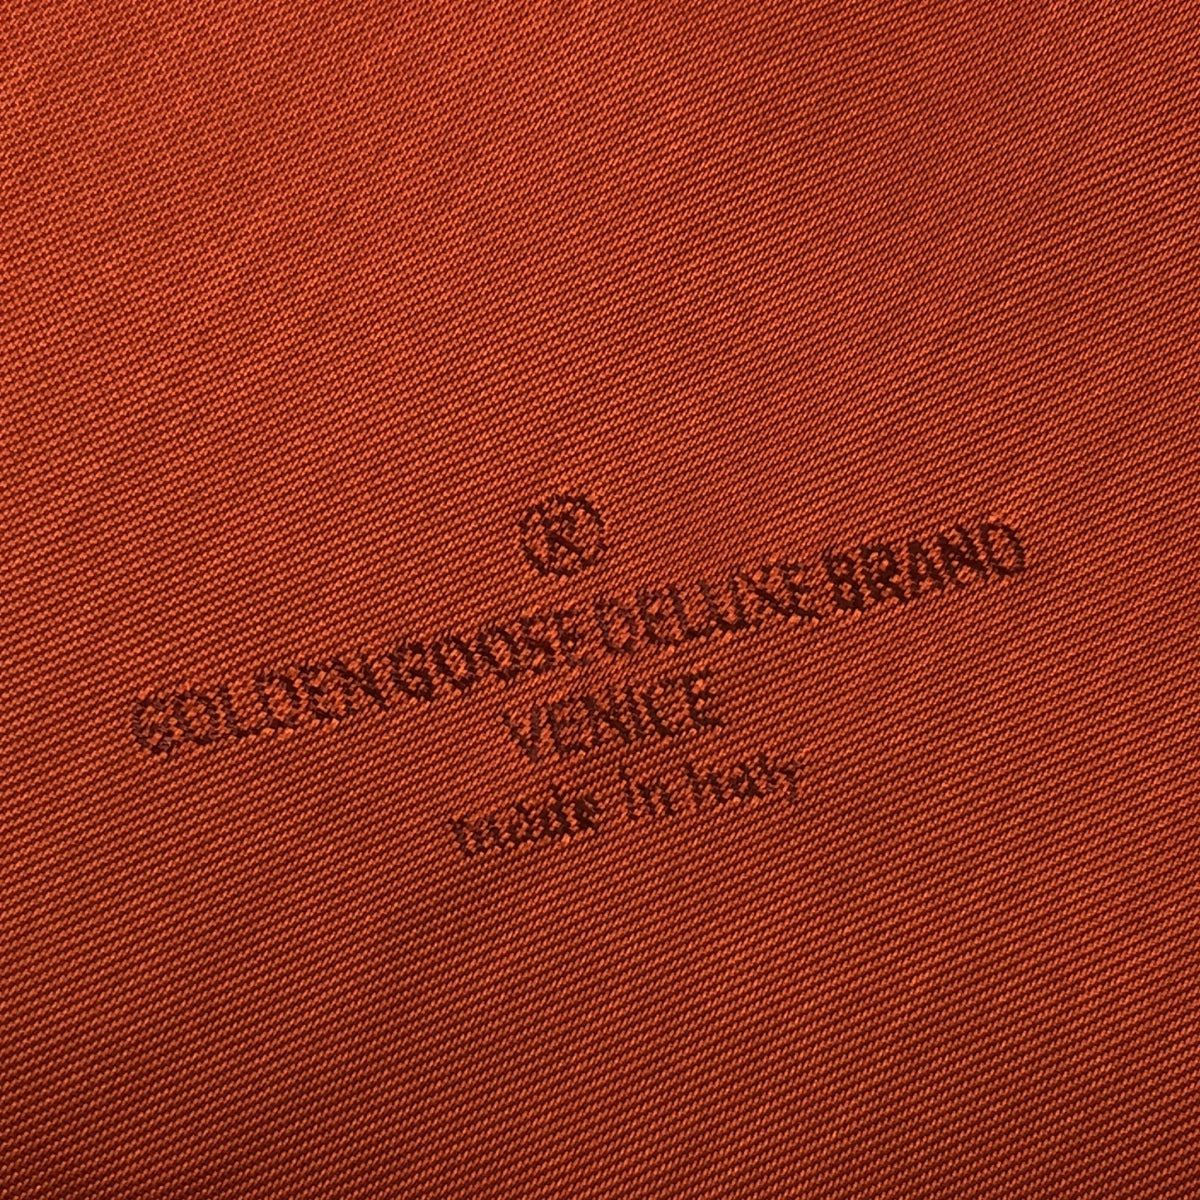 ®
GOLDEN GOOSE DELUXE BRAND
VENICE
made in Italy